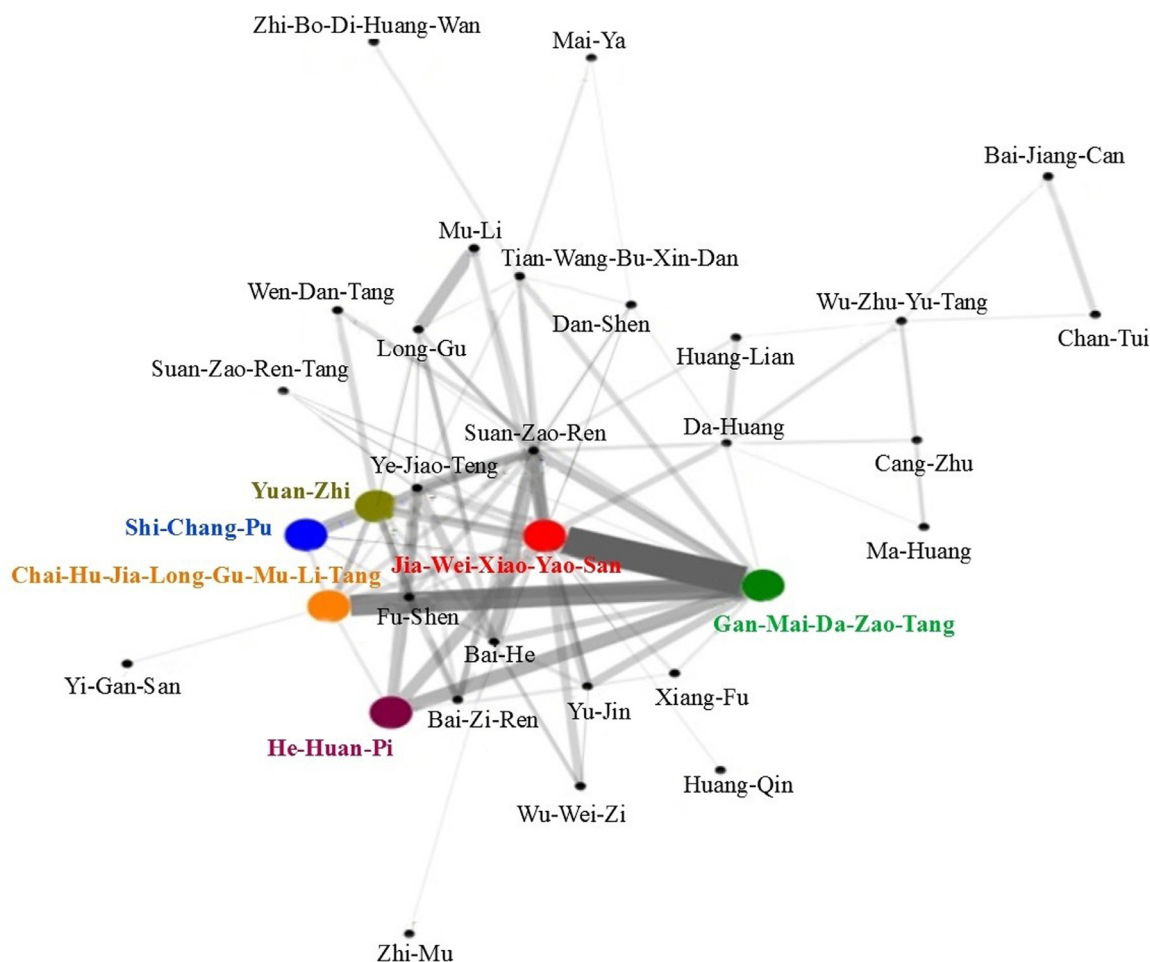 Zhi-Bo-Di-Huang-Wan
Mai-Ya
Bai-Jiang-Can
Mu-Li
Tian-Wang-Bu-Xin-Dan
Wen-Dan-Tang
Wu-Zhu-Yu-Tang
Dan-Shen
Chan-Tui
Long-Gu
Huang-Lian
Suan-Zao-Ren-Tang
Suan-Zao-Ren
Da-Huang
Ye-Jiao-Teng
Cang-Zhu
Yuan-Zhi
Shi-Chang-Pu
Ma-Huang
Jia-Wei-Xiao-Yao-San
Chai-Hu-Jia-Long-Gu-Mu-Li-Tang
Fu-Shen
Gan-Mai-Da-Zao-Tang
Bai-He
Yi-Gan-San
Xiang-Fu
Yu-Jin
Bai-Zi-Ren
He-Huan-Pi
Huang-Qin
Wu-Wei-Zi
Zhi-Mu